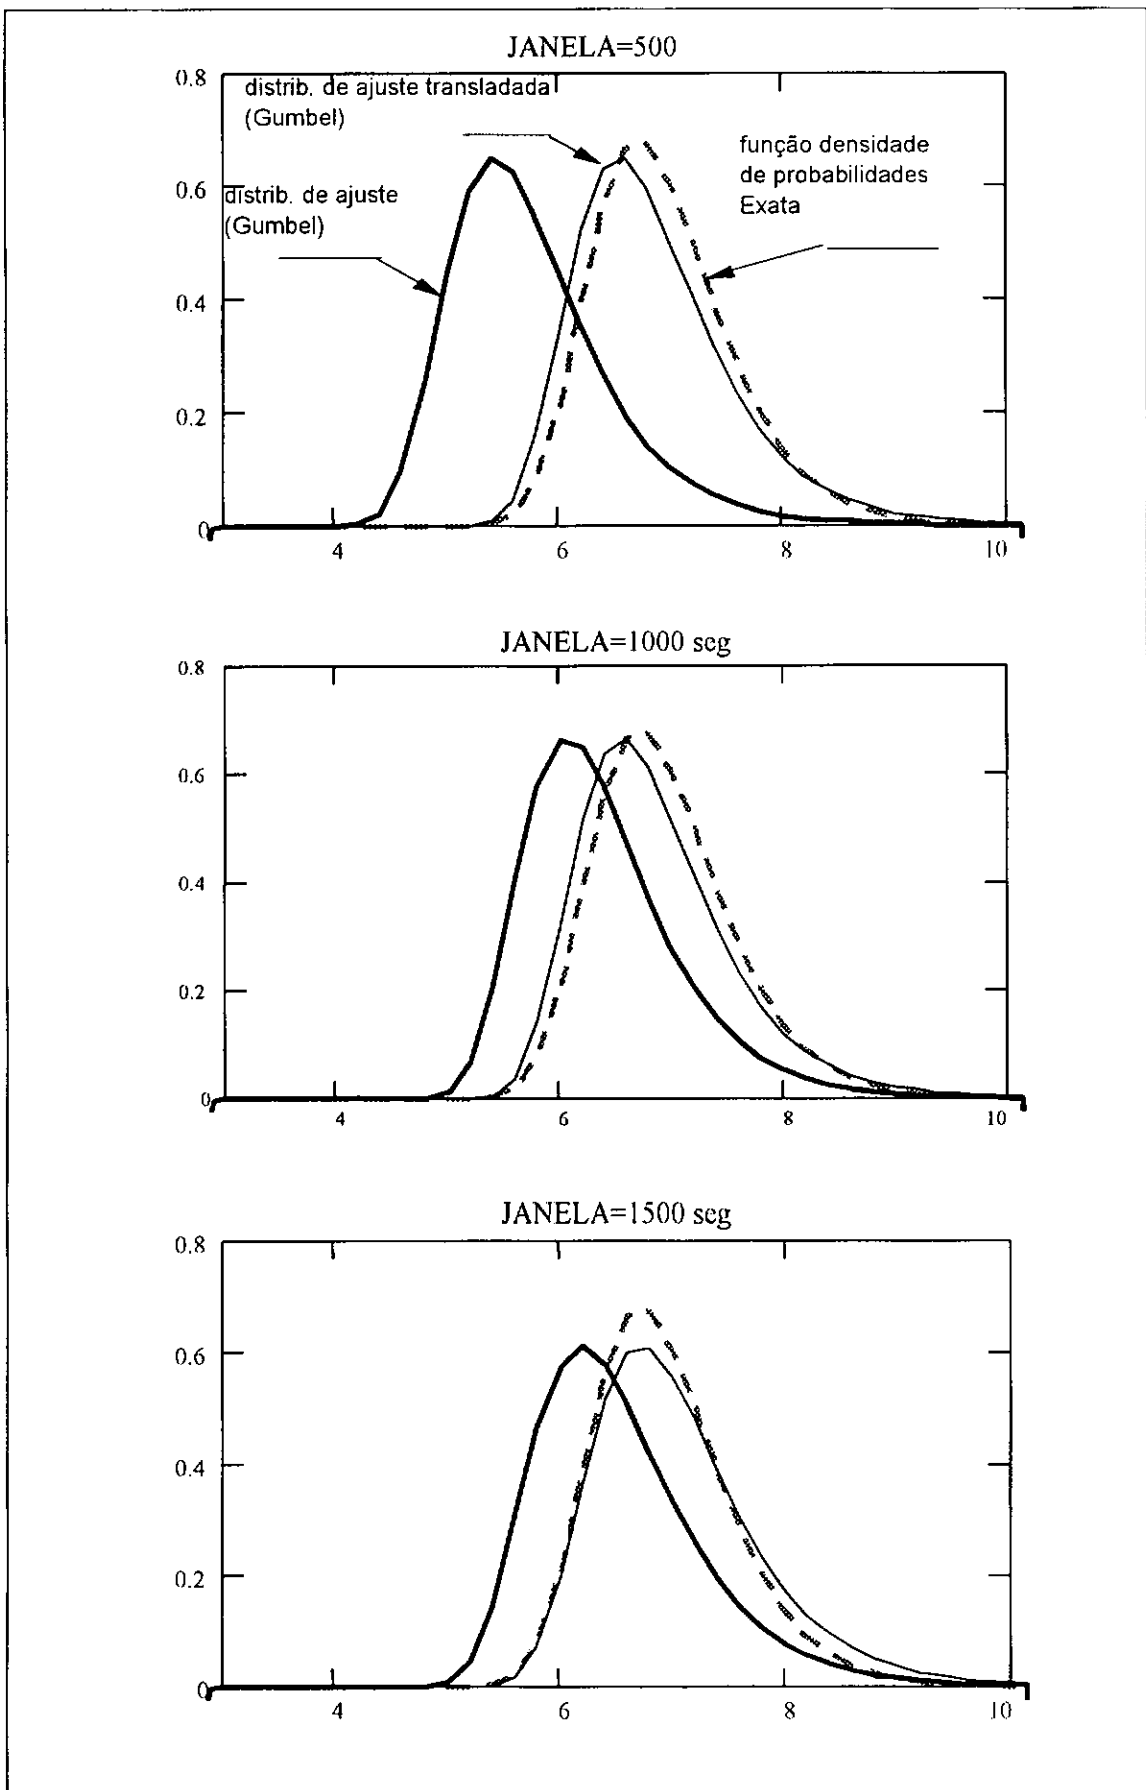 JANELA=500
0.8
distrib. de ajuste transladada
(Gumbel)
função densidade
de probabilidades
Exata
0.6
distrib. de ajuste
(Gumbel)
0.4
0.2
0
4
6
8
10
JANELA=1000 seg
0.8
0.6
0.4
0.2
0
4
6
8
10
JANELA=1500 seg
0.8
0.6
0.4
0.2
0
4
6
8
10